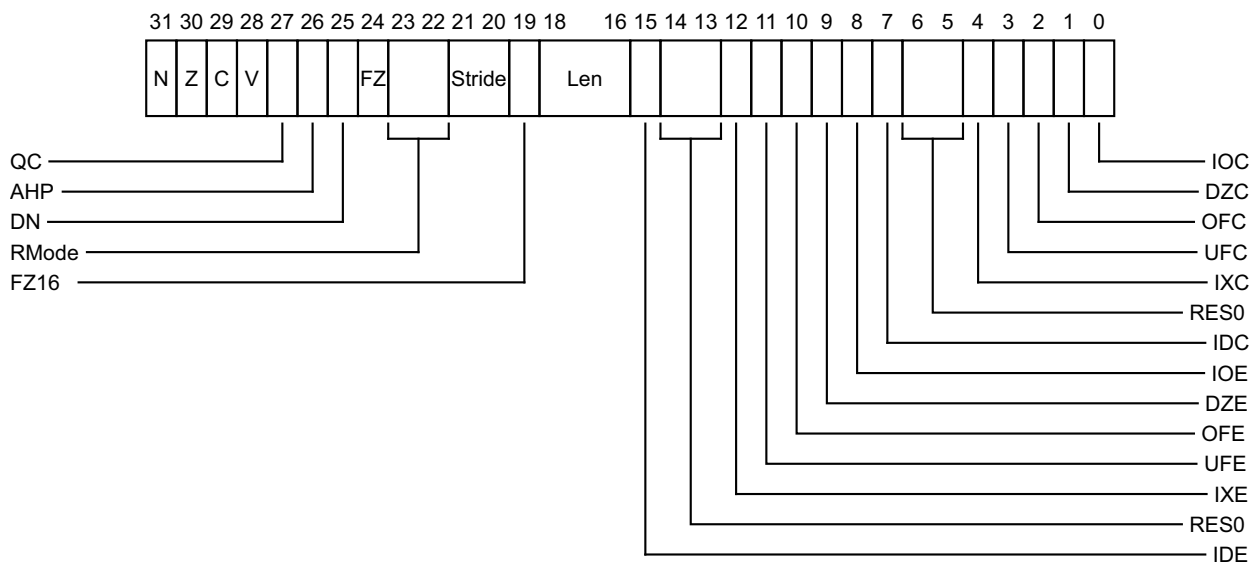 31 30 29 28 27 26 25 24 23 22 21 20 19 18 16 15 14 13 12 11 10 9 8 7 6 5 4 3 2 1 0
N Z C V FZ Stride Len
QC IOC
AHP DZC
DN OFC
RMode UFC
FZ16 IXC
RES0
IDC
IOE
DZE
OFE
UFE
IXE
RES0
IDE